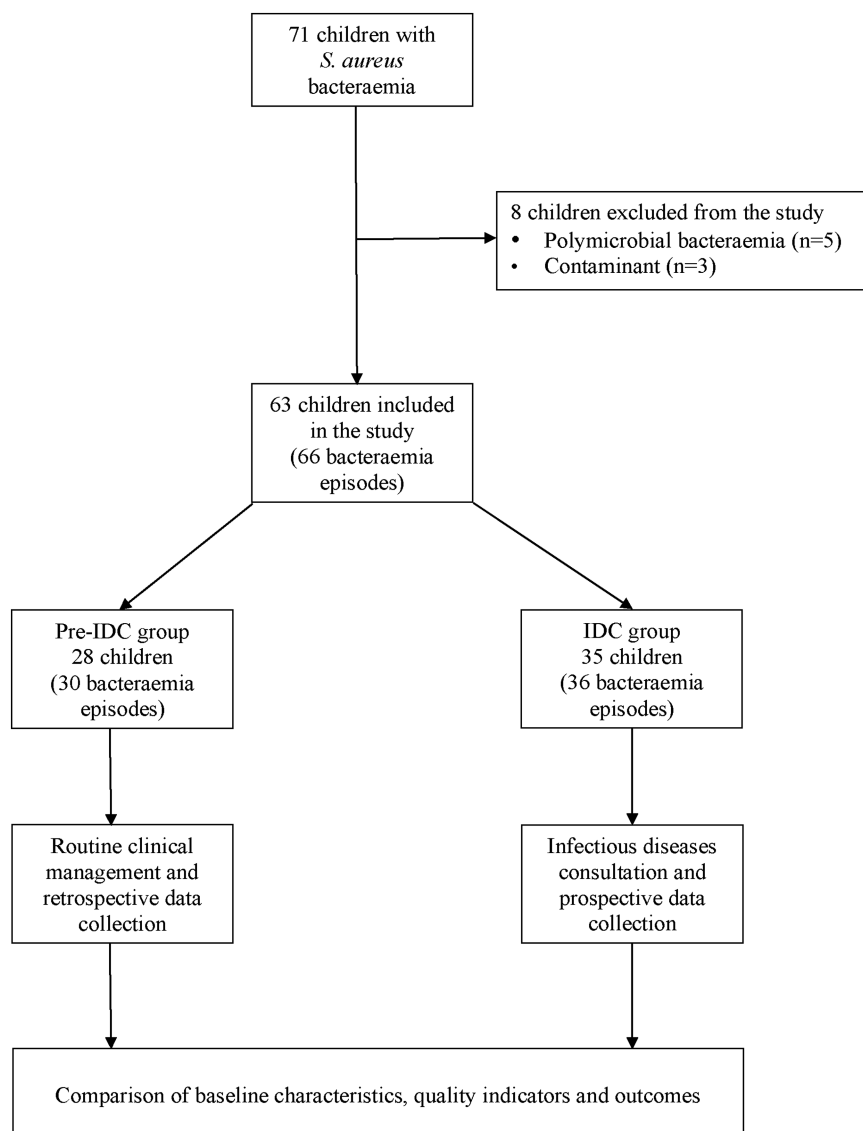 71 children with
S. aureus
bacteraemia
8 children excluded from the study
• Polymicrobial bacteraemia (n=5)
• Contaminant (n=3)
63 children included
in the study
(66 bacteraemia
episodes)
Pre-IDC group
28 children
(30 bacteraemia
episodes)
IDC group
35 children
(36 bacteraemia
episodes)
Routine clinical
management and
retrospective data
collection
Infectious diseases
consultation and
prospective data
collection
Comparison of baseline characteristics, quality indicators and outcomes